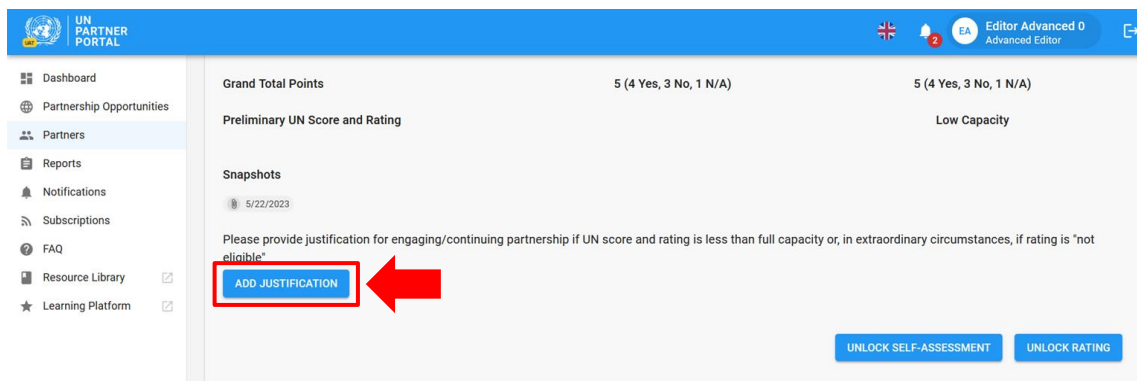 UN
PARTNER
PORTAL
UAT
2
EA
Editor Advanced 0
Advanced Editor
Dashboard
Partnership Opportunities
Partners
Reports
Notifications
Subscriptions
FAQ
Resource Library
Learning Platform
Grand Total Points 5 (4 Yes, 3 No, 1 N/A) 5 (4 Yes, 3 No, 1 N/A)
Preliminary UN Score and Rating Low Capacity
Snapshots
5/22/2023
Please provide justification for engaging/continuing partnership if UN score and rating is less than full capacity or, in extraordinary circumstances, if rating is "not
eligible"
ADD JUSTIFICATION
UNLOCK SELF-ASSESSMENT UNLOCK RATING